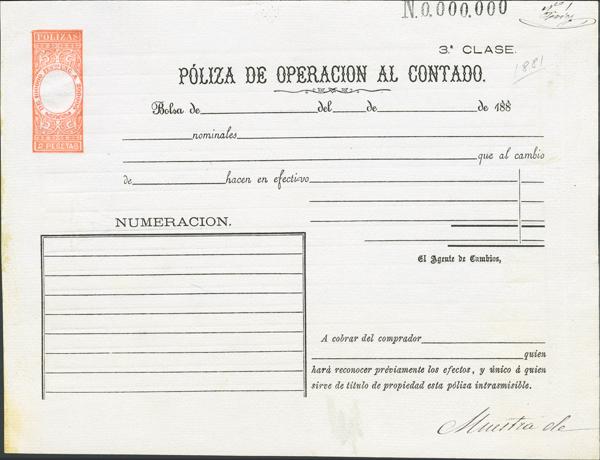 N.0.000.000
3.ª CLASE.
1881
POLIZAS
2 PESETAS
PÓLIZA DE OPERACION AL CONTADO.
Bolsa de del de de 188
nominales
que al cambio
de hacen en efectivo
NUMERACION.
El Agente de Cambios,
A cobrar del comprador
quien
hará reconocer préviamente los efectos, y único á quien
sirve de título de propiedad esta póliza intrasmisible.
Muestra de